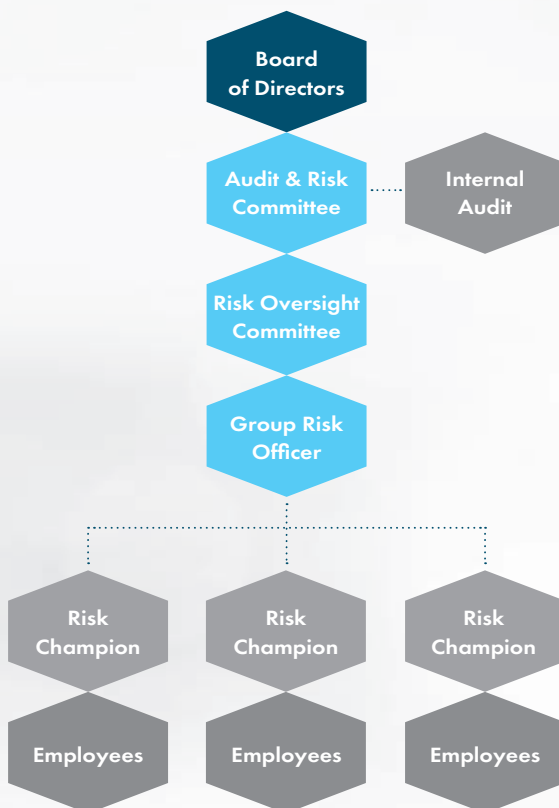 Board
of Directors
Audit & Risk
Committee
Internal
Audit
Risk Oversight
Committee
Group Risk
Officer
Risk
Champion
Risk
Champion
Risk
Champion
Employees
Employees
Employees